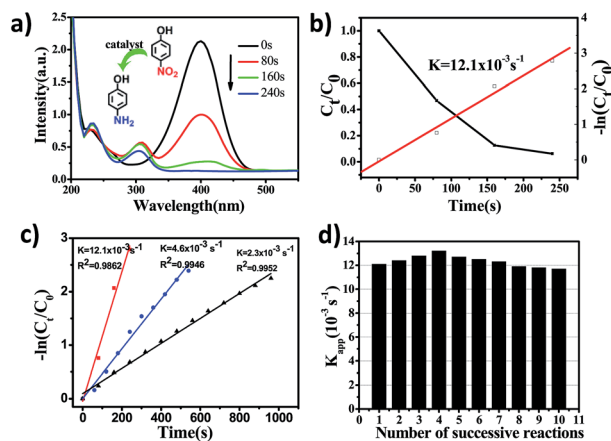 a)
OH
catalyst
NO₂
OH
NH₂
0s
80s
160s
240s
Intensity(a.u.)
2.5
2.0
1.5
1.0
0.5
0.0
200
300
400
500
Wavelength(nm)
b)
K=12.1x10⁻³s⁻¹
Cₜ/C₀
1.0
0.8
0.6
0.4
0.2
0.0
-ln(Cₜ/C₀)
4
3
2
1
0
-1
0
50
100
150
200
250
Time(s)
c)
K=12.1x10⁻³s⁻¹
R²=0.9862
K=4.6x10⁻³s⁻¹
R²=0.9946
K=2.3x10⁻³s⁻¹
R²=0.9952
-ln(Cₜ/C₀)
3
2
1
0
0
200
400
600
800
1000
Time(s)
d)
Kₐₚₚ (10⁻³ s⁻¹)
16
14
12
10
8
6
4
2
0
0 1 2 3 4 5 6 7 8 9 10 11
Number of successive reactions